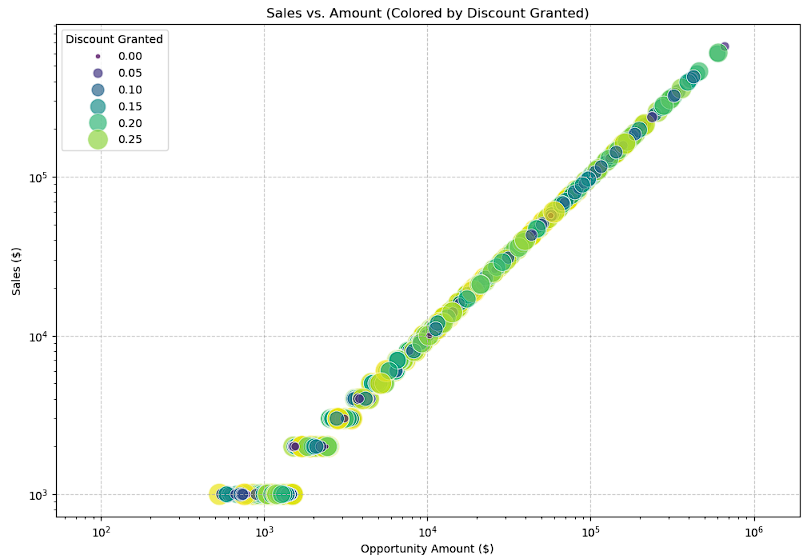 Sales vs. Amount (Colored by Discount Granted)
Discount Granted
0.00
0.05
0.10
0.15
0.20
0.25
Sales ($)
10⁵
10⁴
10³
10² 10³ 10⁴ 10⁵ 10⁶
Opportunity Amount ($)